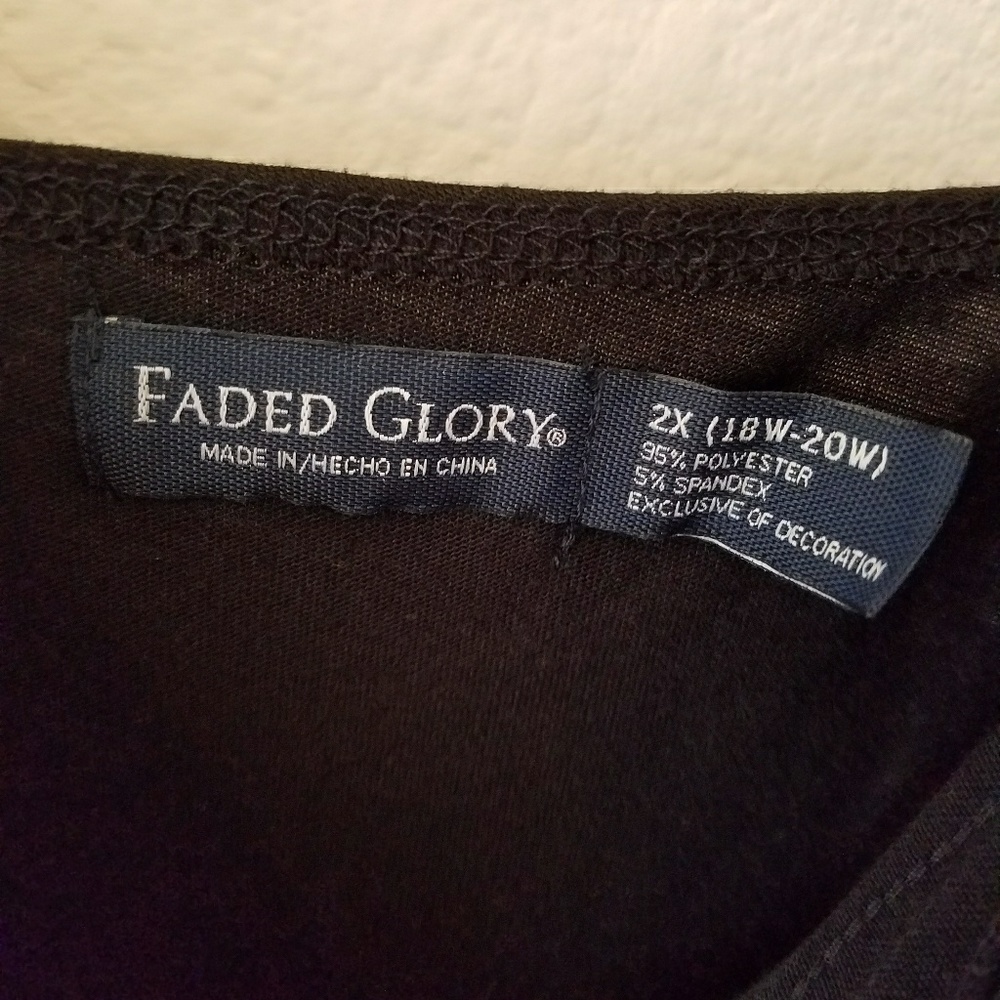 FADED GLORY®
MADE IN/HECHO EN CHINA
2X (18W-20W)
95% POLYESTER
5% SPANDEX
EXCLUSIVE OF DECORATION